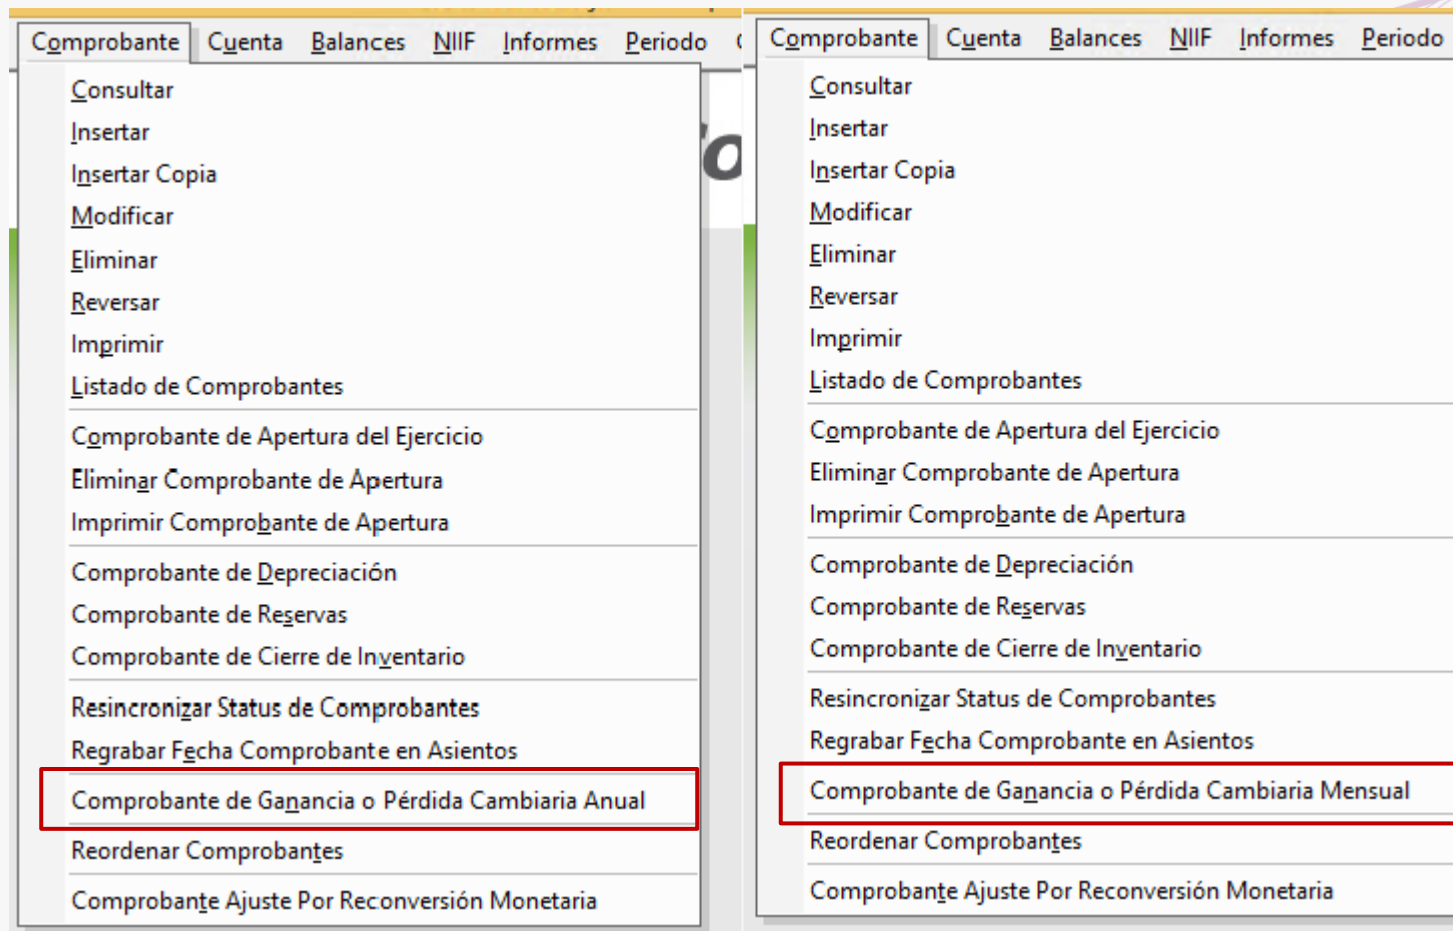 Comprobante Cuenta Balances NIIF Informes Periodo
Consultar
Insertar
Insertar Copia
Modificar
Eliminar
Reversar
Imprimir
Listado de Comprobantes
Comprobante de Apertura del Ejercicio
Eliminar Comprobante de Apertura
Imprimir Comprobante de Apertura
Comprobante de Depreciación
Comprobante de Reservas
Comprobante de Cierre de Inventario
Resincronizar Status de Comprobantes
Regrabar Fecha Comprobante en Asientos
Comprobante de Ganancia o Pérdida Cambiaria Anual
Reordenar Comprobantes
Comprobante Ajuste Por Reconversión Monetaria
Comprobante Cuenta Balances NIIF Informes Periodo
Consultar
Insertar
Insertar Copia
Modificar
Eliminar
Reversar
Imprimir
Listado de Comprobantes
Comprobante de Apertura del Ejercicio
Eliminar Comprobante de Apertura
Imprimir Comprobante de Apertura
Comprobante de Depreciación
Comprobante de Reservas
Comprobante de Cierre de Inventario
Resincronizar Status de Comprobantes
Regrabar Fecha Comprobante en Asientos
Comprobante de Ganancia o Pérdida Cambiaria Mensual
Reordenar Comprobantes
Comprobante Ajuste Por Reconversión Monetaria